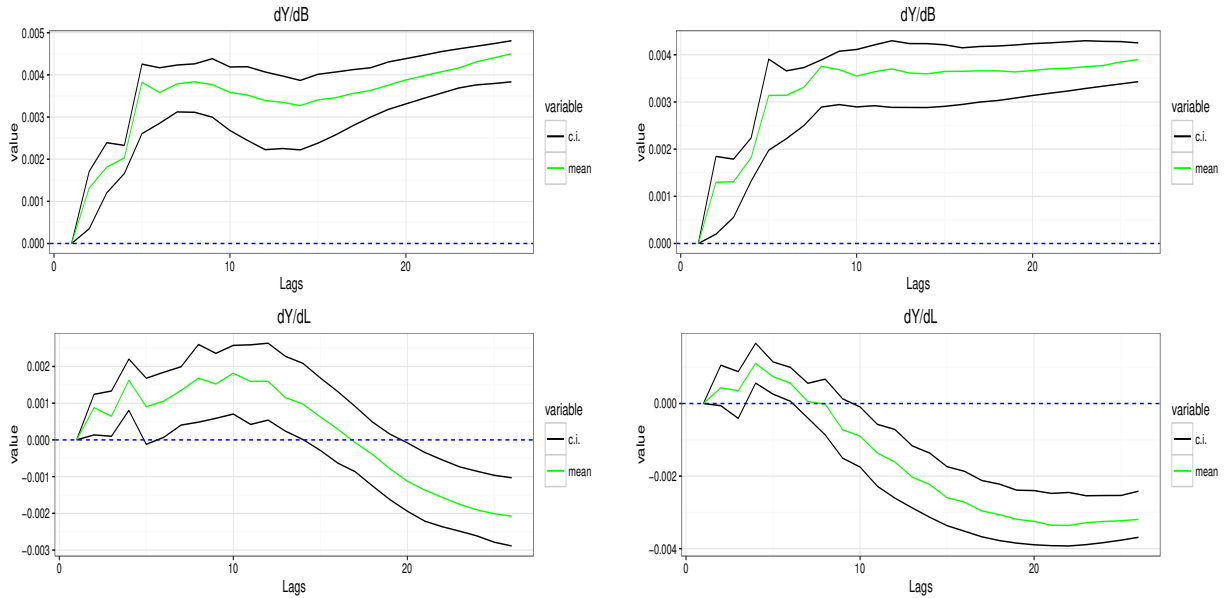 dY/dB
value
0.005
0.004
0.003
0.002
0.001
0.000
0 10 20
Lags
variable
c.i.
mean
dY/dB
value
0.004
0.003
0.002
0.001
0.000
0 10 20
Lags
variable
c.i.
mean
dY/dL
value
0.002
0.001
0.000
-0.001
-0.002
-0.003
0 10 20
Lags
variable
c.i.
mean
dY/dL
value
0.000
-0.002
-0.004
0 10 20
Lags
variable
c.i.
mean